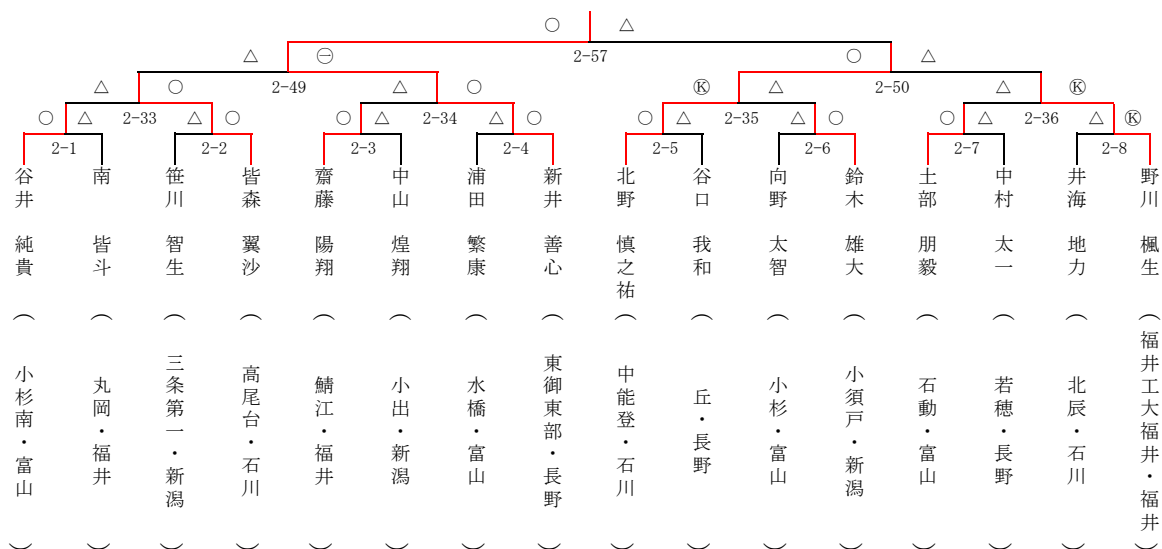 ○ △
2-57
△ ㊀ ○ △
2-49 2-50
△ ○ △ ○ Ⓚ △ △ Ⓚ
2-33 2-34 2-35 2-36
○ △ △ ○ ○ △ △ ○ ○ △ △ ○ ○ △ △ Ⓚ
2-1 2-2 2-3 2-4 2-5 2-6 2-7 2-8
谷井 純貴 (小杉南・富山)
南 皆斗 (丸岡・福井)
笹川 智生 (三条第一・新潟)
皆森 翼沙 (高尾台・石川)
齋藤 陽翔 (鯖江・福井)
中山 煌翔 (小出・新潟)
浦田 繁康 (水橋・富山)
新井 善心 (東御東部・長野)
北野 慎之祐 (中能登・石川)
谷口 我和 (丘・長野)
向野 太智 (小杉・富山)
鈴木 雄大 (小須戸・新潟)
土部 朋毅 (石動・富山)
中村 太一 (若穂・長野)
井海 地力 (北辰・石川)
野川 楓生 (福井工大福井・福井)